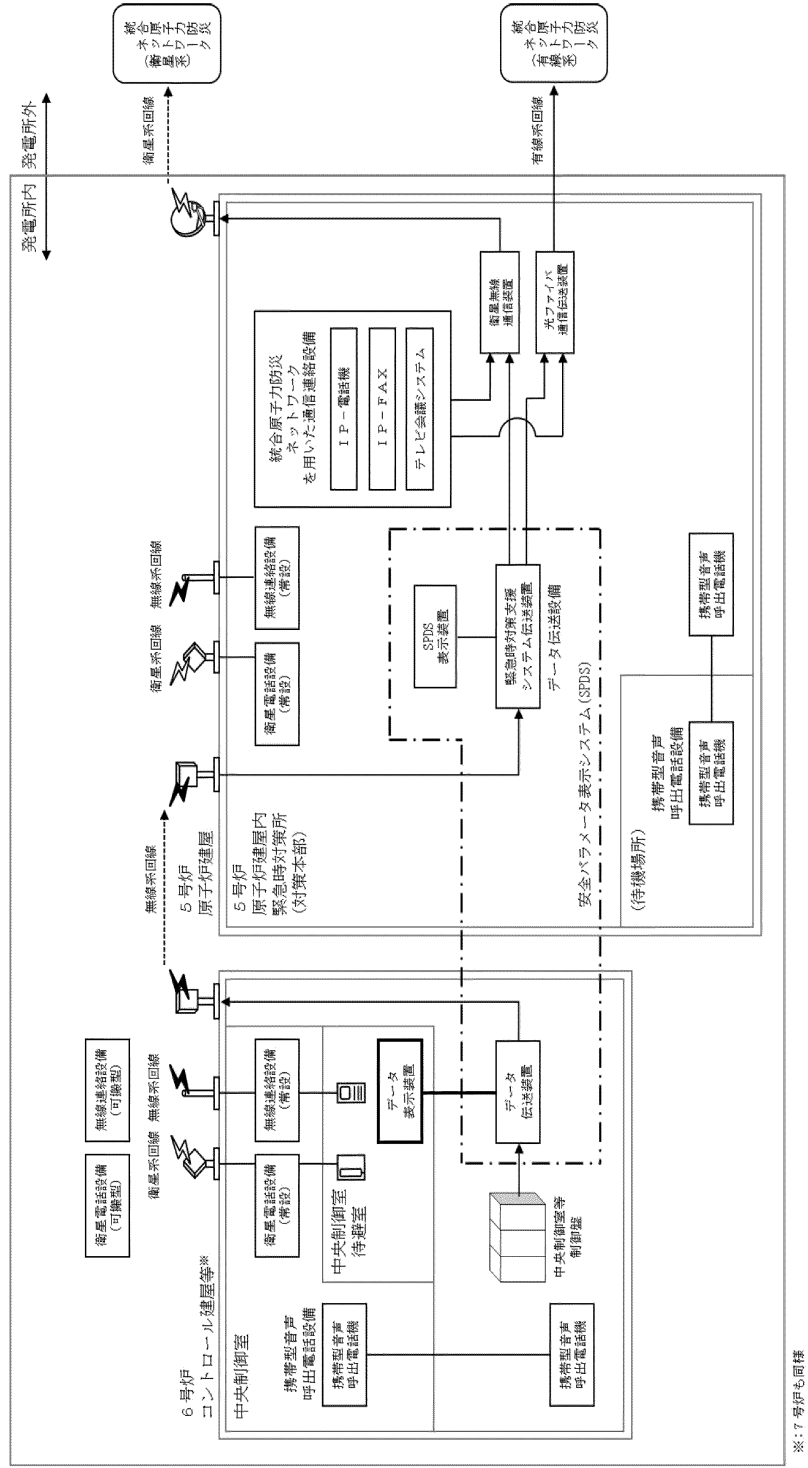 発電所内
発電所外
統合原子力防災
ネットワーク
(衛星系)
統合原子力防災
ネットワーク
(有線系)
衛星系回線
有線系回線
衛星電話設備
(可搬型)
無線連絡設備
(可搬型)
衛星系回線
無線系回線
無線系回線
6号炉
コントロール建屋等※
中央制御室
衛星電話設備
(常設)
無線連絡設備
(常設)
中央制御室
待避室
データ
表示装置
データ
伝送装置
中央制御室等
制御盤
携帯型音声
呼出電話設備
携帯型音声
呼出電話機
携帯型音声
呼出電話機
5号炉
原子炉建屋
5号炉
原子炉建屋内
緊急時対策所
(対策本部)
衛星系回線
無線系回線
衛星電話設備
(常設)
無線連絡設備
(常設)
統合原子力防災
ネットワーク
を用いた通信連絡設備
IP-電話機
IP-FAX
テレビ会議システム
衛星無線
通信装置
光ファイバ
通信伝送装置
SPDS
表示装置
緊急時対策支援
システム伝送装置
データ伝送設備
安全パラメータ表示システム(SPDS)
(待機場所)
携帯型音声
呼出電話設備
携帯型音声
呼出電話機
携帯型音声
呼出電話機
※:7号炉も同様